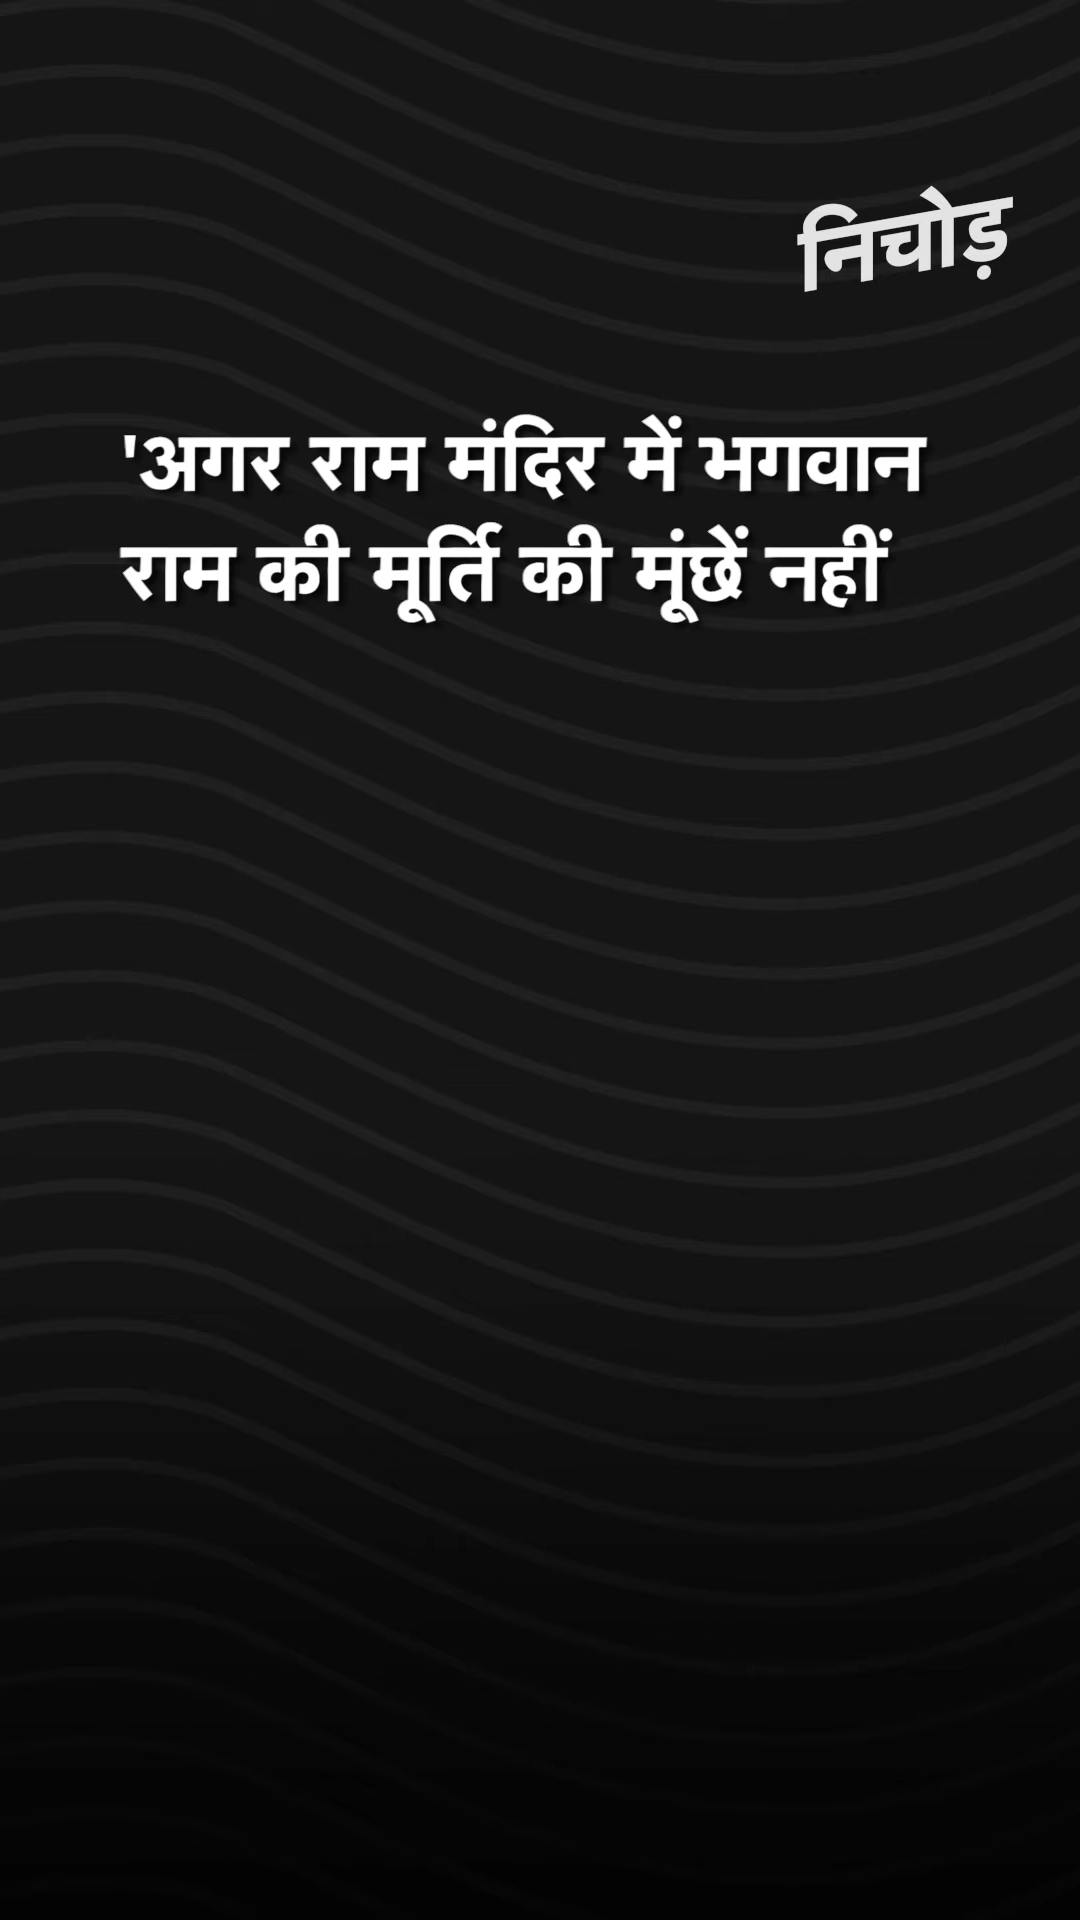 निचोड़
'अगर राम मंदिर में भगवान
राम की मूर्ति की मूंछें नहीं